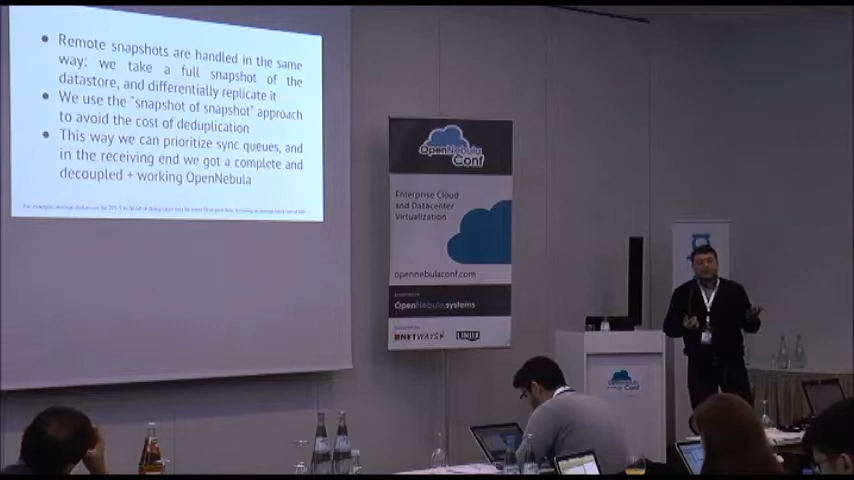 Remote snapshots are handled in the same
way: we take a full snapshot of the
datastore, and differentially replicate it
We use the "snapshot of snapshot" approach
to avoid the cost of deduplication
This way we can prioritize sync queues, and
in the receiving end we got a complete and
decoupled + working OpenNebula
OpenNebula
Conf
Enterprise Cloud
and Datacenter
Virtualization
opennebulaconf.com
OpenNebula.systems
NETWAYS
LINUX
OpenNebula
Conf